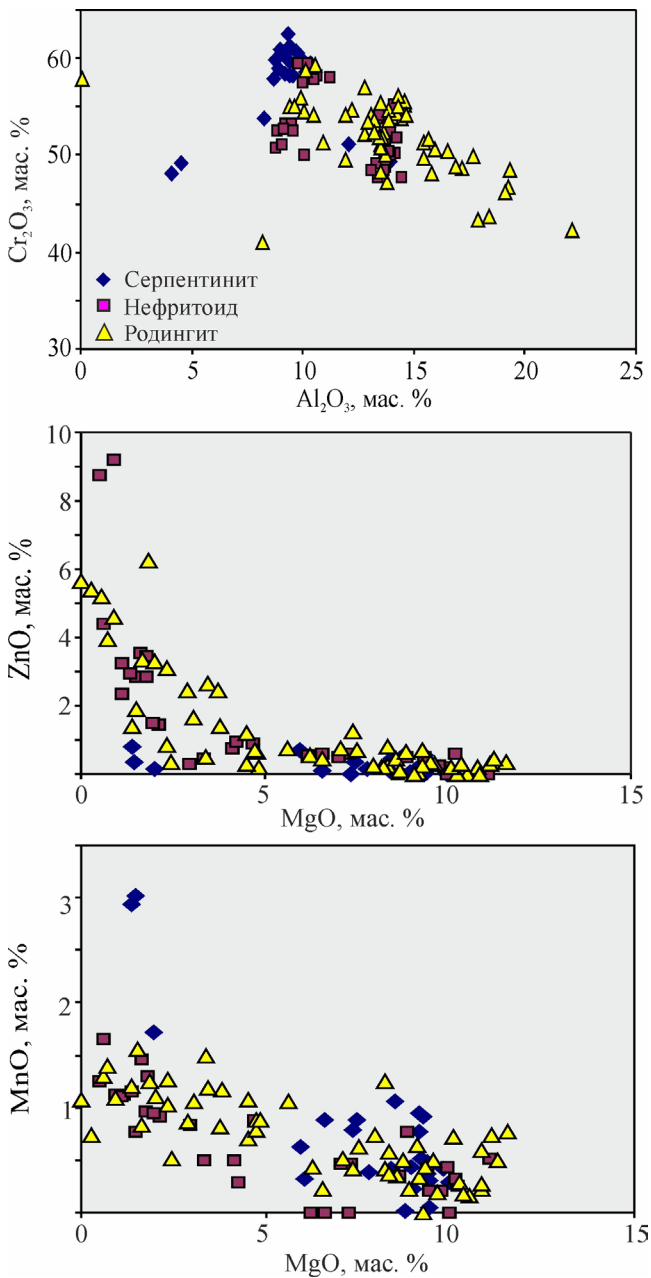 60
50
40
30
Cr₂O₃, мас. %
Серпентинит
Нефритоид
Родингит
0 5 10 15 20 25
Al₂O₃, мас. %
10
8
6
4
2
ZnO, мас. %
0 5 10 15
MgO, мас. %
3
2
1
MnO, мас. %
0 5 10 15
MgO, мас. %